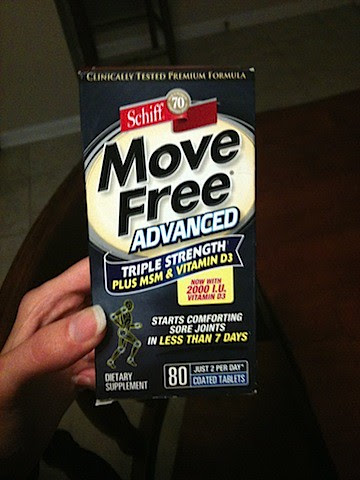 CLINICALLY TESTED PREMIUM FORMULA
Schiff
70
Move
Free®
ADVANCED
TRIPLE STRENGTH†
PLUS MSM & VITAMIN D3
NOW WITH
2000 I.U.
VITAMIN D3
STARTS COMFORTING
SORE JOINTS
IN LESS THAN 7 DAYS*
DIETARY
SUPPLEMENT
80
JUST 2 PER DAY^
COATED TABLETS